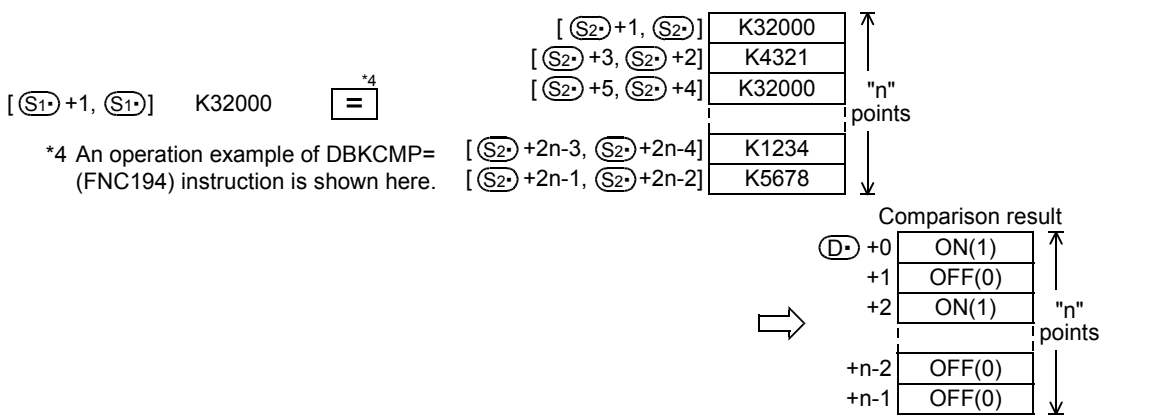 [ (S2•)+1, (S2•)] K32000
[ (S2•) +3, (S2•) +2] K4321
[ (S2•) +5, (S2•) +4] K32000
"n"
points
[ (S1•) +1, (S1•)] K32000 = *4
*4 An operation example of DBKCMP=
(FNC194) instruction is shown here.
[ (S2•) +2n-3, (S2•) +2n-4] K1234
[ (S2•) +2n-1, (S2•) +2n-2] K5678
Comparison result
(D•) +0 ON(1)
+1 OFF(0)
+2 ON(1)
"n"
points
+n-2 OFF(0)
+n-1 OFF(0)